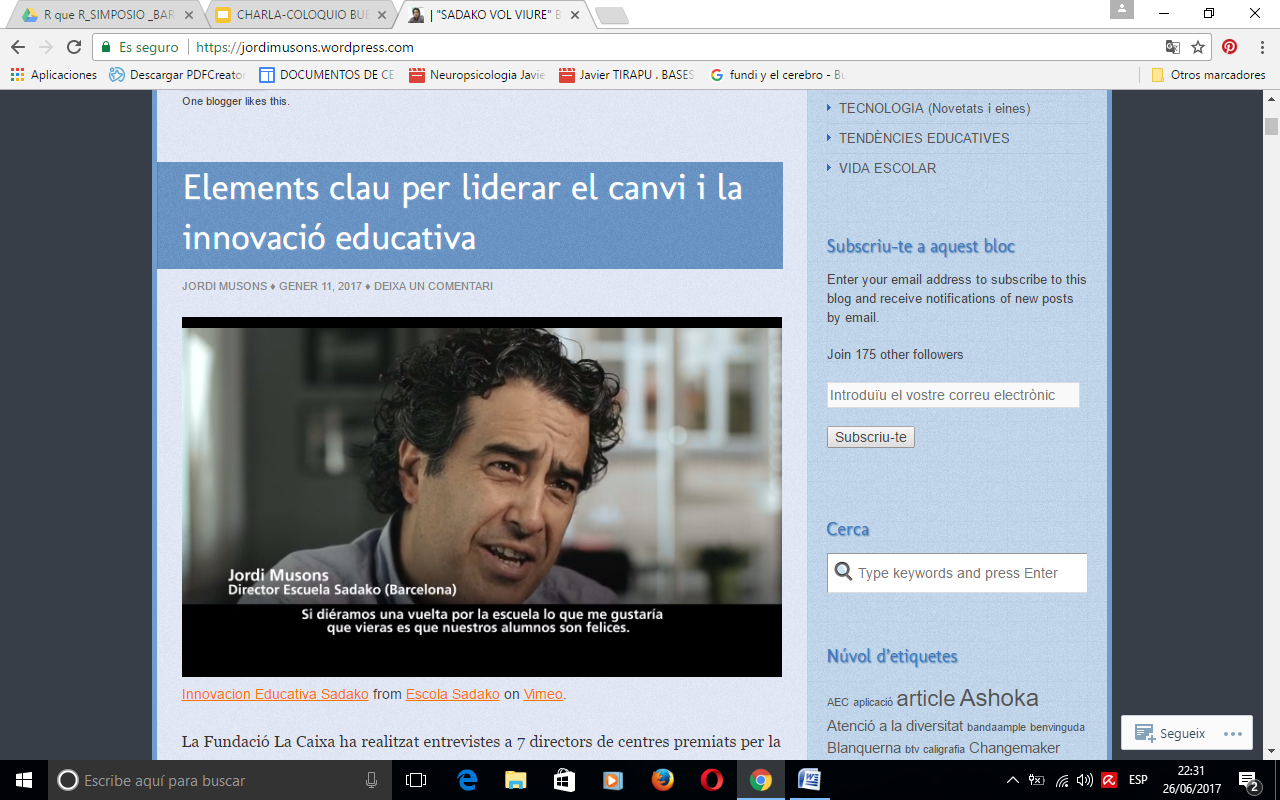 R que R_SIMPOSIO _BAR
CHARLA-COLOQUIO BUE
| "SADAKO VOL VIURE" B
Es seguro
https://jordimusons.wordpress.com
Aplicaciones
Descargar PDFCreator
DOCUMENTOS DE CE
Neuropsicologia Javie
Javier TIRAPU . BASES
fundi y el cerebro - Bu
Otros marcadores
One blogger likes this.
Elements clau per liderar el canvi i la
innovació educativa
JORDI MUSONS ♦ GENER 11, 2017 ♦ DEIXA UN COMENTARI
Jordi Musons
Director Escuela Sadako (Barcelona)
Si diéramos una vuelta por la escuela lo que me gustaría
que vieras es que nuestros alumnos son felices.
Innovacion Educativa Sadako from Escola Sadako on Vimeo.
La Fundació La Caixa ha realitzat entrevistes a 7 directors de centres premiats per la
TECNOLOGIA (Novetats i eines)
TENDÈNCIES EDUCATIVES
VIDA ESCOLAR
Subscriu-te a aquest bloc
Enter your email address to subscribe to this
blog and receive notifications of new posts
by email.
Join 175 other followers
Introduïu el vostre correu electrònic
Subscriu-te
Cerca
Type keywords and press Enter
Núvol d'etiquetes
AEC aplicació article Ashoka
Atenció a la diversitat bandaample benvinguda
Blanquerna btv caligrafia Changemaker
Segueix
Escribe aquí para buscar
ESP
22:31
26/06/2017
2